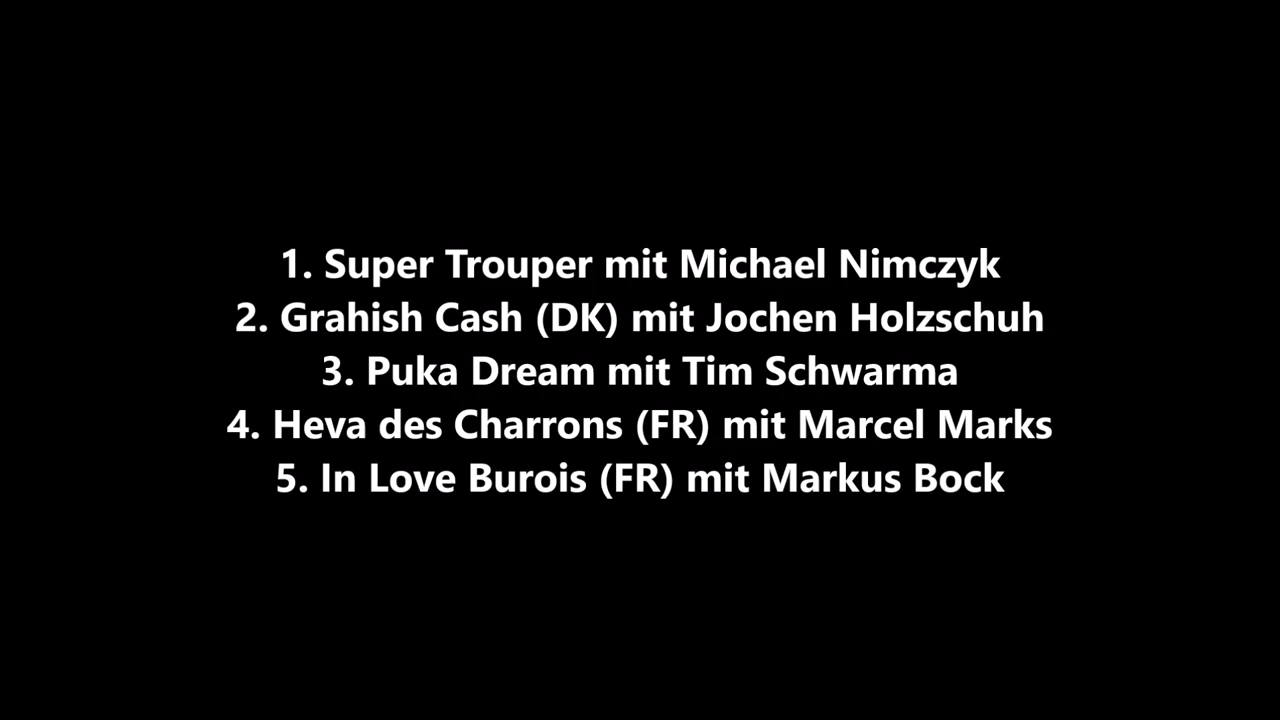 1. Super Trouper mit Michael Nimczyk
2. Grahish Cash (DK) mit Jochen Holzschuh
3. Puka Dream mit Tim Schwarma
4. Heva des Charrons (FR) mit Marcel Marks
5. In Love Burois (FR) mit Markus Bock